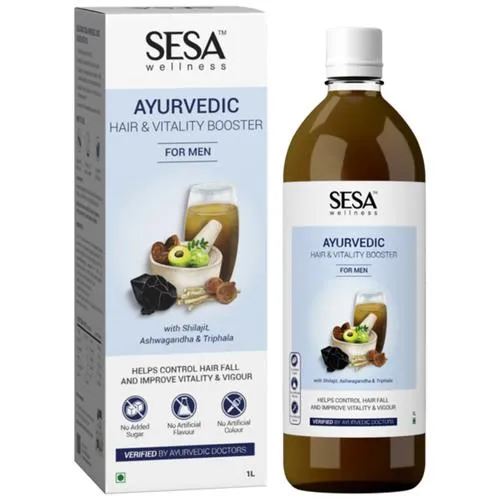 SESA™
wellness
AYURVEDIC
HAIR & VITALITY BOOSTER
FOR MEN
with Shilajit,
Ashwagandha & Triphala
HELPS CONTROL HAIR FALL
AND IMPROVE VITALITY & VIGOUR
No Added
Sugar
No Artificial
Flavour
No Artificial
Colour
VERIFIED BY AYURVEDIC DOCTORS
1L
SESA™
wellness
AYURVEDIC
HAIR & VITALITY BOOSTER
FOR MEN
with Shilajit, Ashwagandha & Triphala
HELPS CONTROL HAIR FALL
AND IMPROVE VITALITY & VIGOUR
1L
VERIFIED BY AYURVEDIC DOCTORS